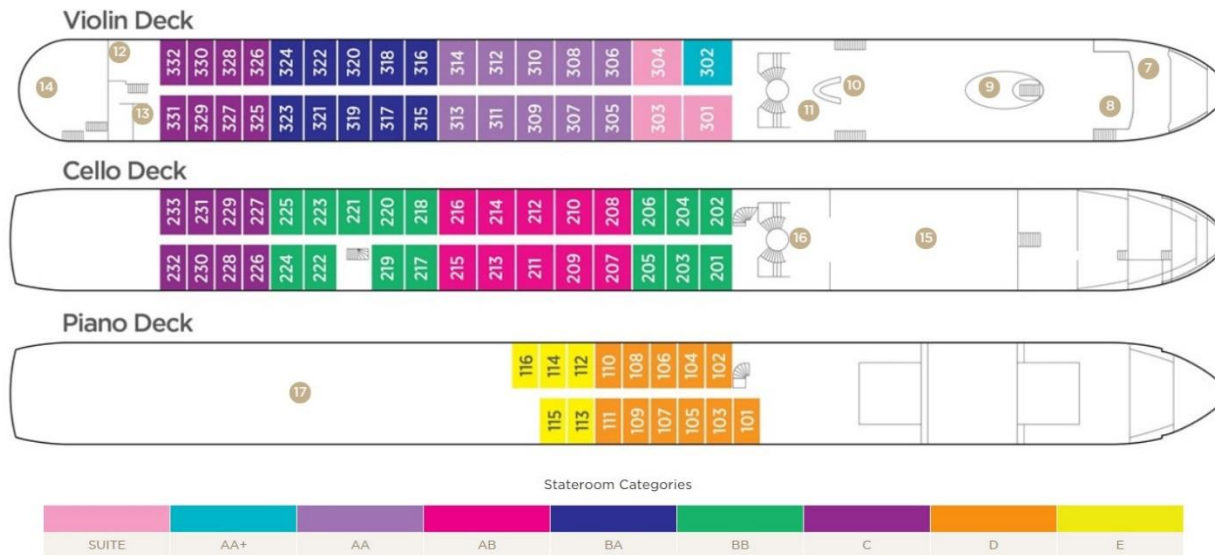 Violin Deck
12 332 330 328 326 324 322 320 318 316 314 312 310 308 306 304 302 7
14 10 9
13 331 329 327 325 323 321 319 317 315 313 311 309 307 305 303 301 11 8
Cello Deck
233 231 229 227 225 223 221 220 218 216 214 212 210 208 206 204 202
16 15
232 230 228 226 224 222 219 217 215 213 211 209 207 205 203 201
Piano Deck
116 114 112 110 108 106 104 102
17
115 113 111 109 107 105 103 101
Stateroom Categories
SUITE AA+ AA AB BA BB C D E